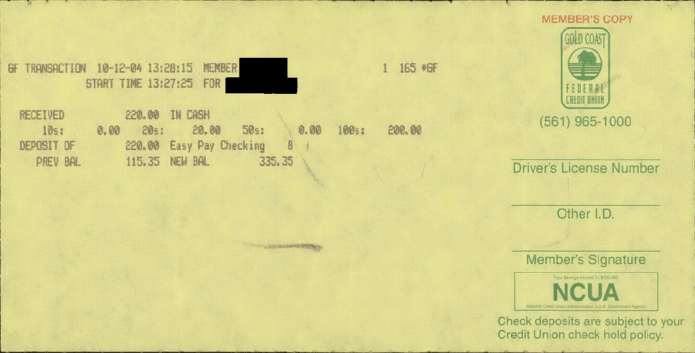 MEMBER'S COPY
GOLD COAST
FEDERAL
CREDIT UNION
(561) 965-1000
GF TRANSACTION 10-12-04 13:28:15 MEMBER 1 165 *GF
START TIME 13:27:25 FOR
RECEIVED 220.00 IN CASH
10s: 0.00 20s: 20.00 50s: 0.00 100s: 200.00
DEPOSIT OF 220.00 Easy Pay Checking 8
PREV BAL 115.35 NEW BAL 335.35
Driver's License Number
Other I.D.
Member's Signature
NCUA
Check deposits are subject to your
Credit Union check hold policy.